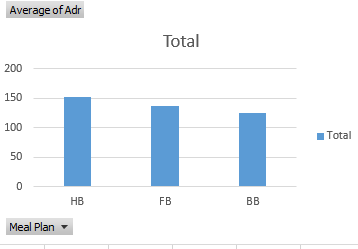 Average of Adr
Total
200
150
100
50
0
HB FB BB
Total
Meal Plan